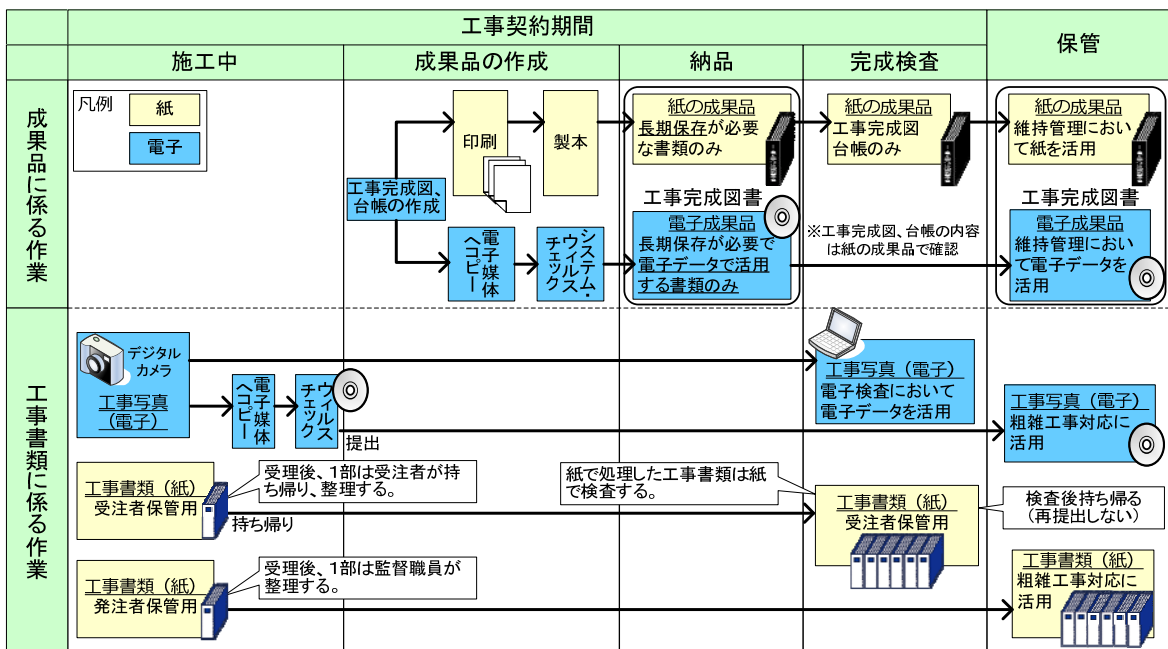 工事契約期間
保管
施工中
成果品の作成
納品
完成検査
成果品に係る作業
凡例
紙
電子
工事完成図、
台帳の作成
印刷
製本
電子媒体
へコピー
システム・
ウィルス
チェック
紙の成果品
長期保存が必要
な書類のみ
工事完成図書
電子成果品
長期保存が必要で
電子データで活用
する書類のみ
紙の成果品
工事完成図
台帳のみ
※工事完成図、台帳の内容
は紙の成果品で確認
紙の成果品
維持管理におい
て紙を活用
工事完成図書
電子成果品
維持管理におい
て電子データを
活用
工事書類に係る作業
デジタル
カメラ
工事写真
(電子)
電子媒体
へコピー
ウィルス
チェック
提出
工事写真(電子)
電子検査において
電子データを活用
工事写真(電子)
粗雑工事対応に
活用
工事書類(紙)
受注者保管用
受理後、1部は受注者が持
ち帰り、整理する。
持ち帰り
紙で処理した工事書類は紙
で検査する。
工事書類(紙)
受注者保管用
検査後持ち帰る
(再提出しない)
工事書類(紙)
発注者保管用
受理後、1部は監督職員が
整理する。
工事書類(紙)
粗雑工事対応に
活用